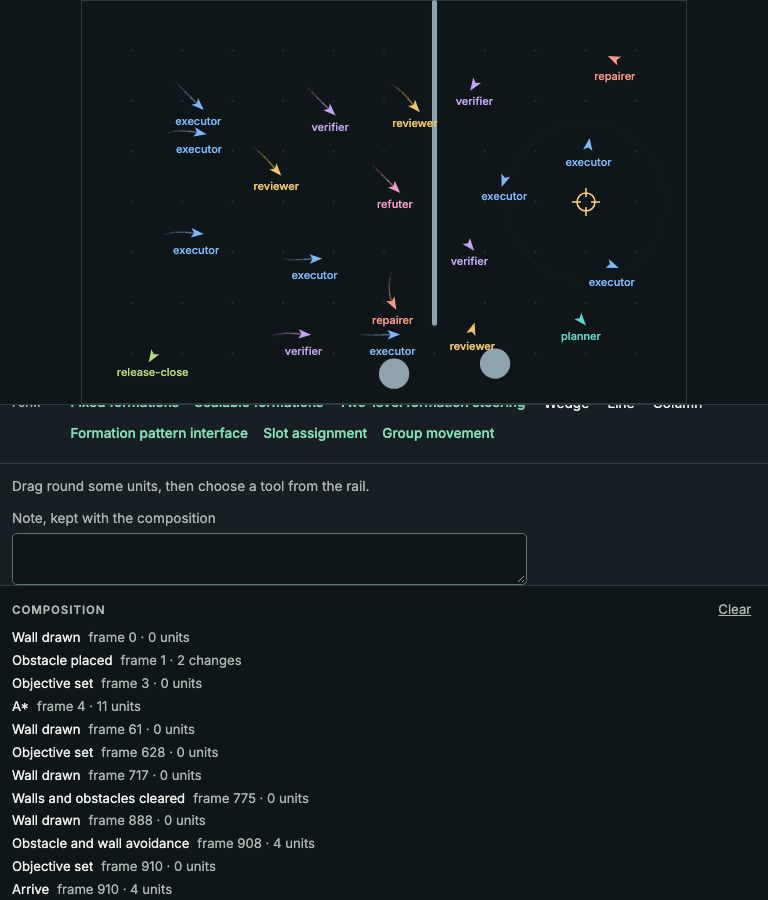 repairer
verifier
executor
reviewer
verifier
executor
executor
reviewer
executor
refuter
executor
verifier
executor
executor
repairer
planner
reviewer
verifier
executor
release-close
Fixed formations Scalable formations Two-level formation steering Wedge Line Column
Formation pattern interface Slot assignment Group movement
Drag round some units, then choose a tool from the rail.
Note, kept with the composition
COMPOSITION Clear
Wall drawn frame 0 · 0 units
Obstacle placed frame 1 · 2 changes
Objective set frame 3 · 0 units
A* frame 4 · 11 units
Wall drawn frame 61 · 0 units
Objective set frame 628 · 0 units
Wall drawn frame 717 · 0 units
Walls and obstacles cleared frame 775 · 0 units
Wall drawn frame 888 · 0 units
Obstacle and wall avoidance frame 908 · 4 units
Objective set frame 910 · 0 units
Arrive frame 910 · 4 units